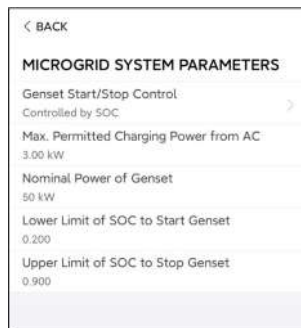 < BACK
MICROGRID SYSTEM PARAMETERS
Genset Start/Stop Control
Controlled by SOC
Max. Permitted Charging Power from AC
3.00 kW
Nominal Power of Genset
50 kW
Lower Limit of SOC to Start Genset
0.200
Upper Limit of SOC to Stop Genset
0.900